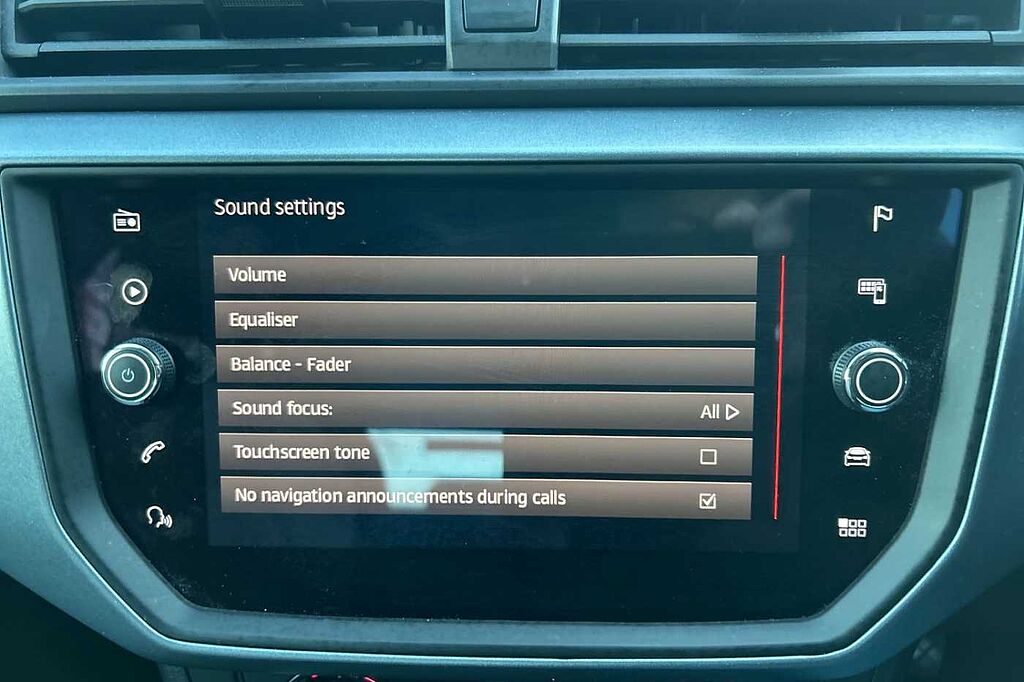 Sound settings
Volume
Equaliser
Balance - Fader
Sound focus: All
Touchscreen tone
No navigation announcements during calls